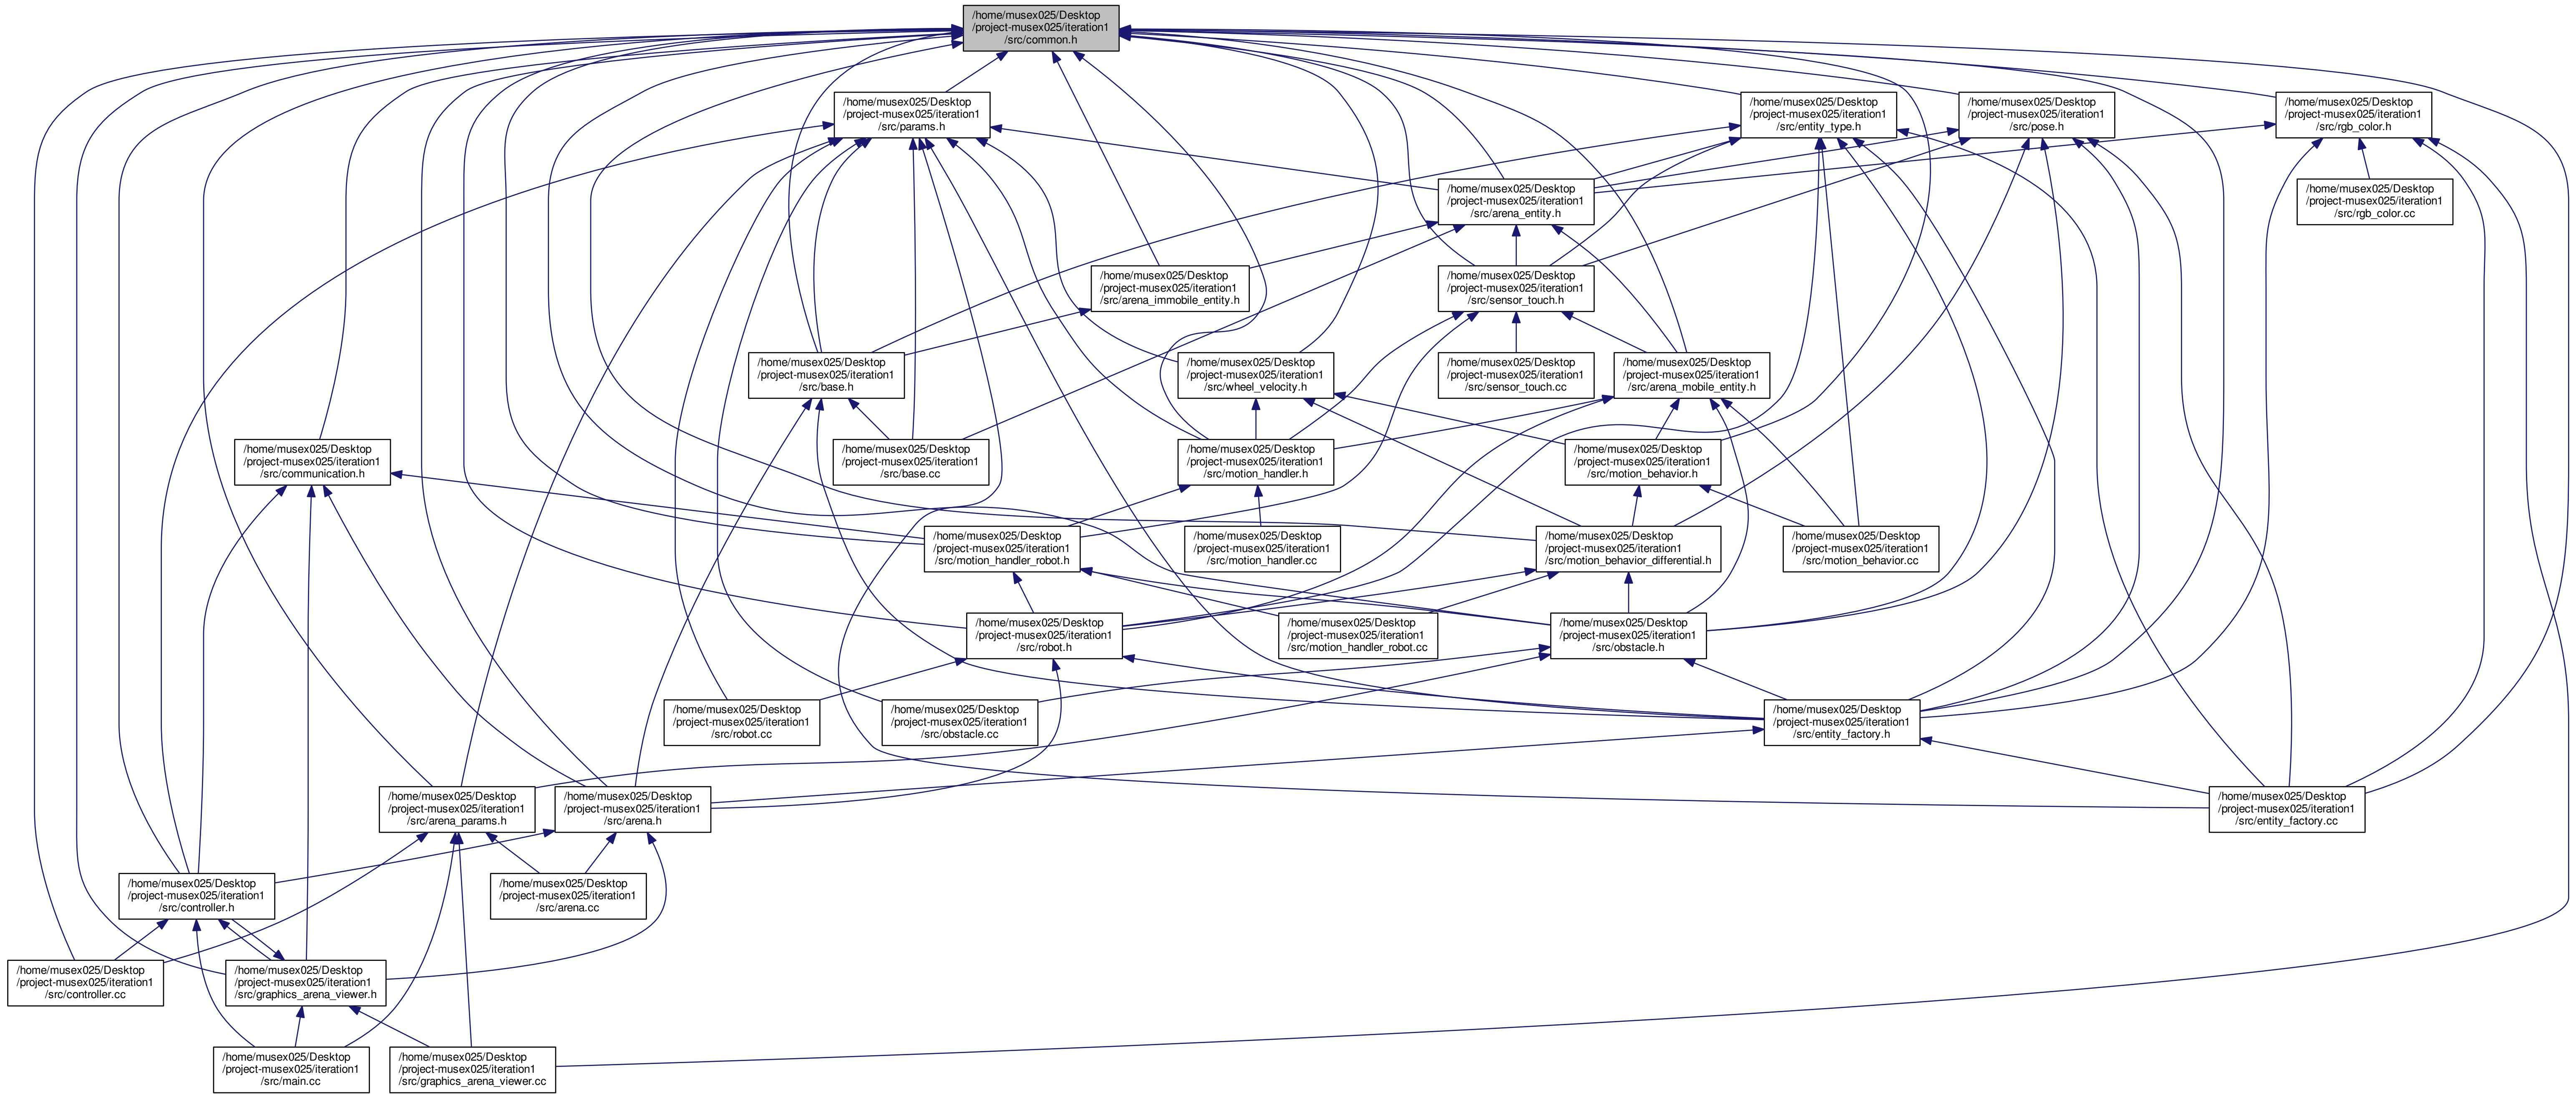 /home/musex025/Desktop
/project-musex025/iteration1
/src/common.h
/home/musex025/Desktop
/project-musex025/iteration1
/src/params.h
/home/musex025/Desktop
/project-musex025/iteration1
/src/entity_type.h
/home/musex025/Desktop
/project-musex025/iteration1
/src/pose.h
/home/musex025/Desktop
/project-musex025/iteration1
/src/rgb_color.h
/home/musex025/Desktop
/project-musex025/iteration1
/src/arena_entity.h
/home/musex025/Desktop
/project-musex025/iteration1
/src/rgb_color.cc
/home/musex025/Desktop
/project-musex025/iteration1
/src/arena_immobile_entity.h
/home/musex025/Desktop
/project-musex025/iteration1
/src/sensor_touch.h
/home/musex025/Desktop
/project-musex025/iteration1
/src/base.h
/home/musex025/Desktop
/project-musex025/iteration1
/src/wheel_velocity.h
/home/musex025/Desktop
/project-musex025/iteration1
/src/sensor_touch.cc
/home/musex025/Desktop
/project-musex025/iteration1
/src/arena_mobile_entity.h
/home/musex025/Desktop
/project-musex025/iteration1
/src/communication.h
/home/musex025/Desktop
/project-musex025/iteration1
/src/base.cc
/home/musex025/Desktop
/project-musex025/iteration1
/src/motion_handler.h
/home/musex025/Desktop
/project-musex025/iteration1
/src/motion_behavior.h
/home/musex025/Desktop
/project-musex025/iteration1
/src/motion_handler_robot.h
/home/musex025/Desktop
/project-musex025/iteration1
/src/motion_handler.cc
/home/musex025/Desktop
/project-musex025/iteration1
/src/motion_behavior_differential.h
/home/musex025/Desktop
/project-musex025/iteration1
/src/motion_behavior.cc
/home/musex025/Desktop
/project-musex025/iteration1
/src/robot.h
/home/musex025/Desktop
/project-musex025/iteration1
/src/motion_handler_robot.cc
/home/musex025/Desktop
/project-musex025/iteration1
/src/obstacle.h
/home/musex025/Desktop
/project-musex025/iteration1
/src/robot.cc
/home/musex025/Desktop
/project-musex025/iteration1
/src/obstacle.cc
/home/musex025/Desktop
/project-musex025/iteration1
/src/entity_factory.h
/home/musex025/Desktop
/project-musex025/iteration1
/src/arena_params.h
/home/musex025/Desktop
/project-musex025/iteration1
/src/arena.h
/home/musex025/Desktop
/project-musex025/iteration1
/src/entity_factory.cc
/home/musex025/Desktop
/project-musex025/iteration1
/src/controller.h
/home/musex025/Desktop
/project-musex025/iteration1
/src/arena.cc
/home/musex025/Desktop
/project-musex025/iteration1
/src/controller.cc
/home/musex025/Desktop
/project-musex025/iteration1
/src/graphics_arena_viewer.h
/home/musex025/Desktop
/project-musex025/iteration1
/src/main.cc
/home/musex025/Desktop
/project-musex025/iteration1
/src/graphics_arena_viewer.cc